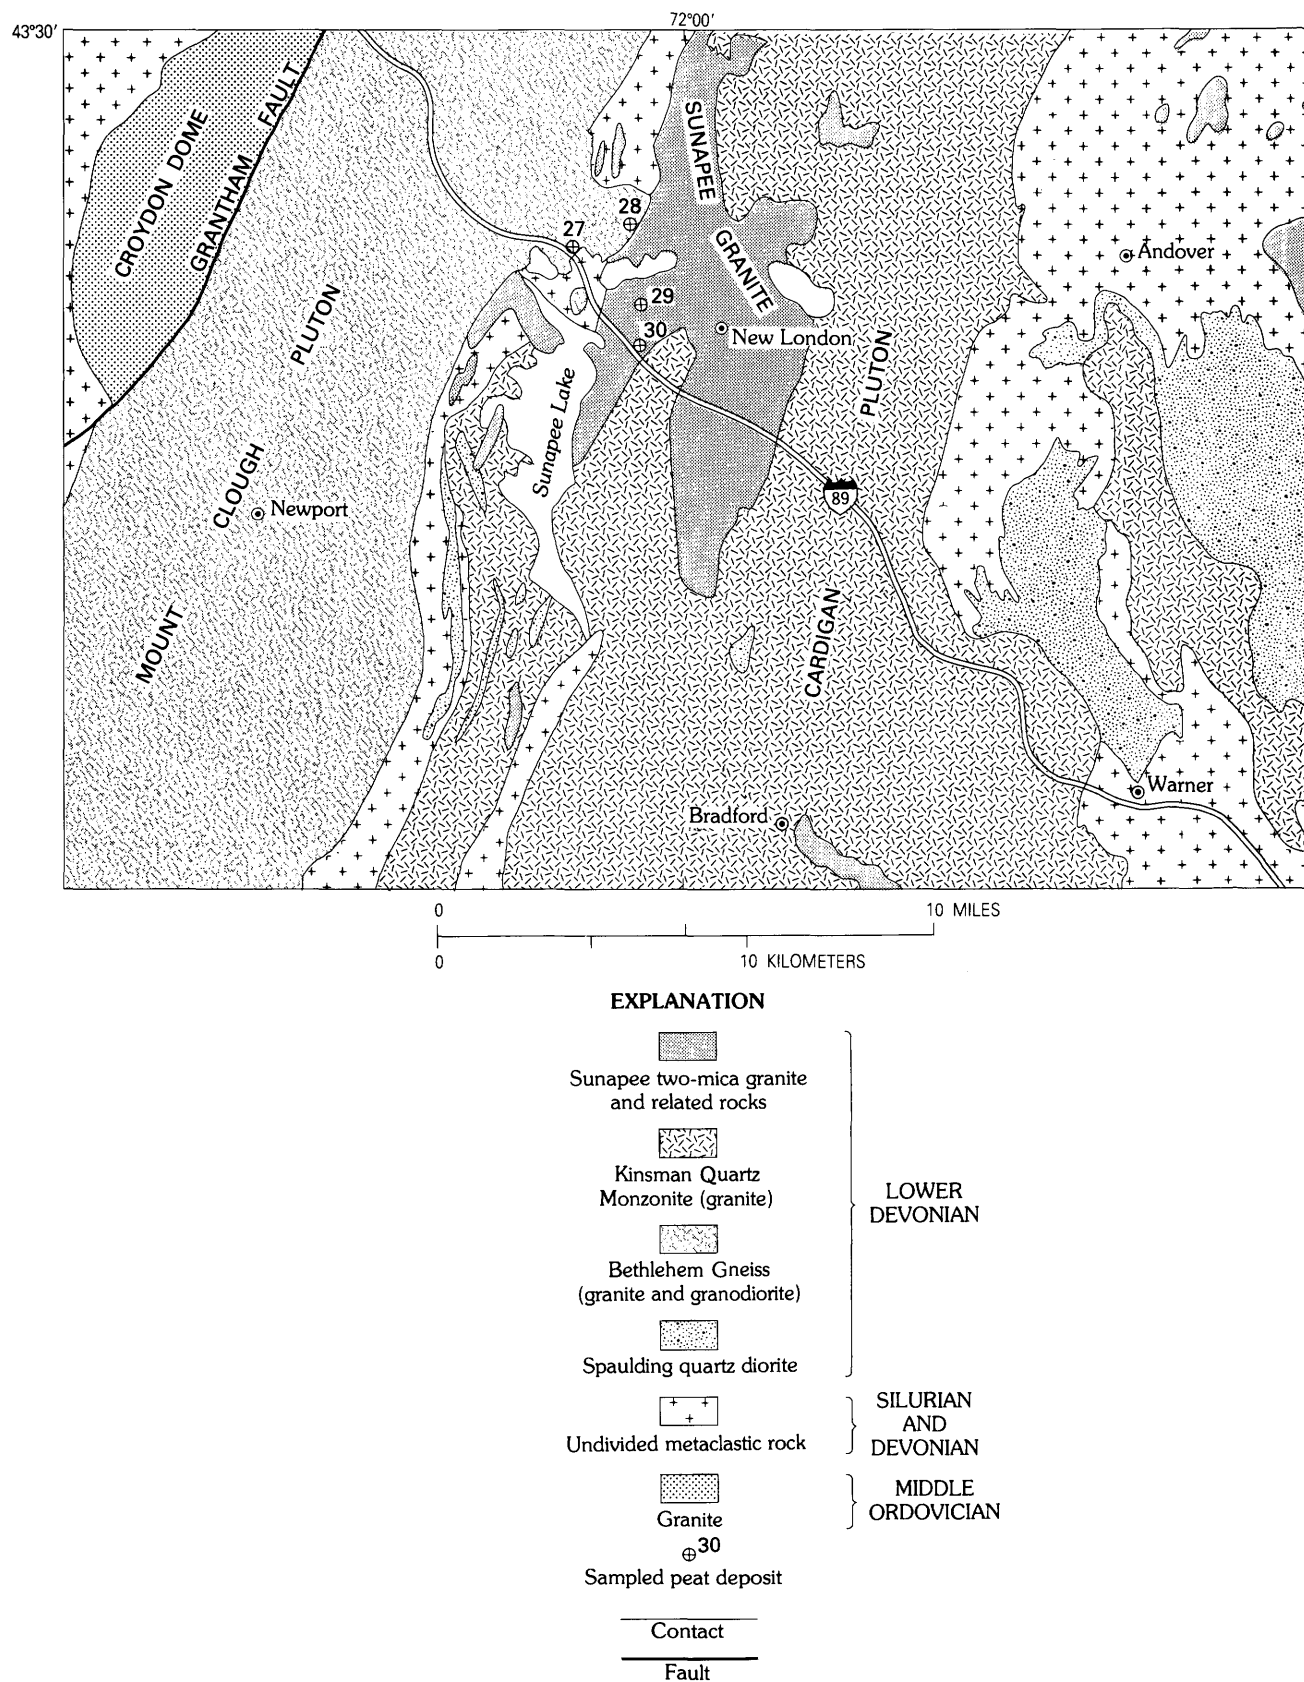 43°30′
72°00′
CROYDON DOME
GRANTHAM FAULT
SUNAPEE
GRANITE
27
28
29
30
Andover
New London
PLUTON
PLUTON
Sunapee Lake
CLOUGH
Newport
89
MOUNT
CARDIGAN
Warner
Bradford
0
10 MILES
0
10 KILOMETERS
EXPLANATION
Sunapee two-mica granite
and related rocks
Kinsman Quartz
Monzonite (granite)
Bethlehem Gneiss
(granite and granodiorite)
Spaulding quartz diorite
LOWER
DEVONIAN
Undivided metaclastic rock
SILURIAN
AND
DEVONIAN
Granite
MIDDLE
ORDOVICIAN
30
Sampled peat deposit
Contact
Fault